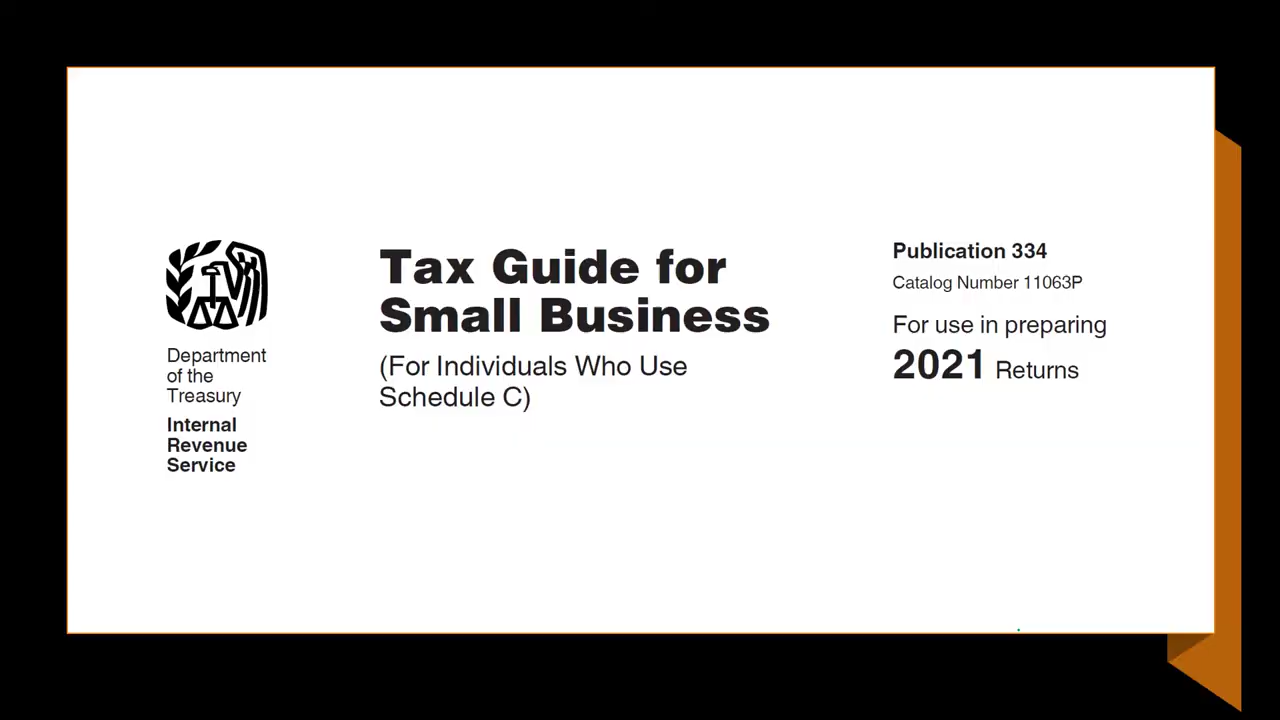 Department
of the
Treasury
Internal
Revenue
Service
Tax Guide for
Small Business
(For Individuals Who Use
Schedule C)
Publication 334
Catalog Number 11063P
For use in preparing
2021 Returns